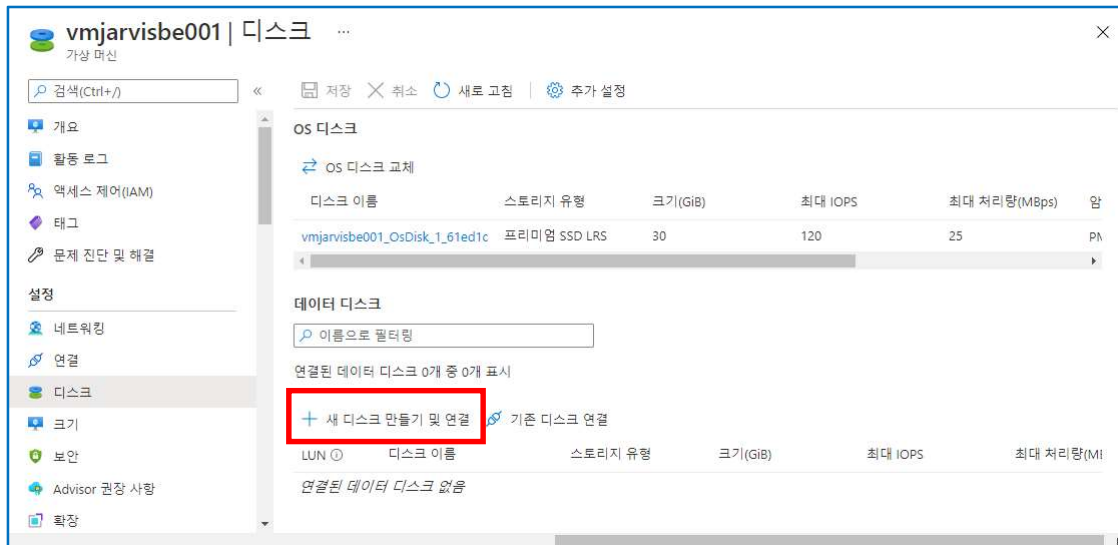 vmjarvisbe001 | 디스크 ...
가상 머신
검색(Ctrl+/)
«
저장 취소 새로 고침 추가 설정
개요
활동 로그
액세스 제어(IAM)
태그
문제 진단 및 해결
설정
네트워킹
연결
디스크
크기
보안
Advisor 권장 사항
확장
OS 디스크
OS 디스크 교체
디스크 이름 스토리지 유형 크기(GiB) 최대 IOPS 최대 처리량(MBps) 암
vmjarvisbe001_OsDisk_1_61ed1c 프리미엄 SSD LRS 30 120 25
데이터 디스크
이름으로 필터링
연결된 데이터 디스크 0개 중 0개 표시
새 디스크 만들기 및 연결 기존 디스크 연결
LUN 디스크 이름 스토리지 유형 크기(GiB) 최대 IOPS 최대 처리량(MB
연결된 데이터 디스크 없음